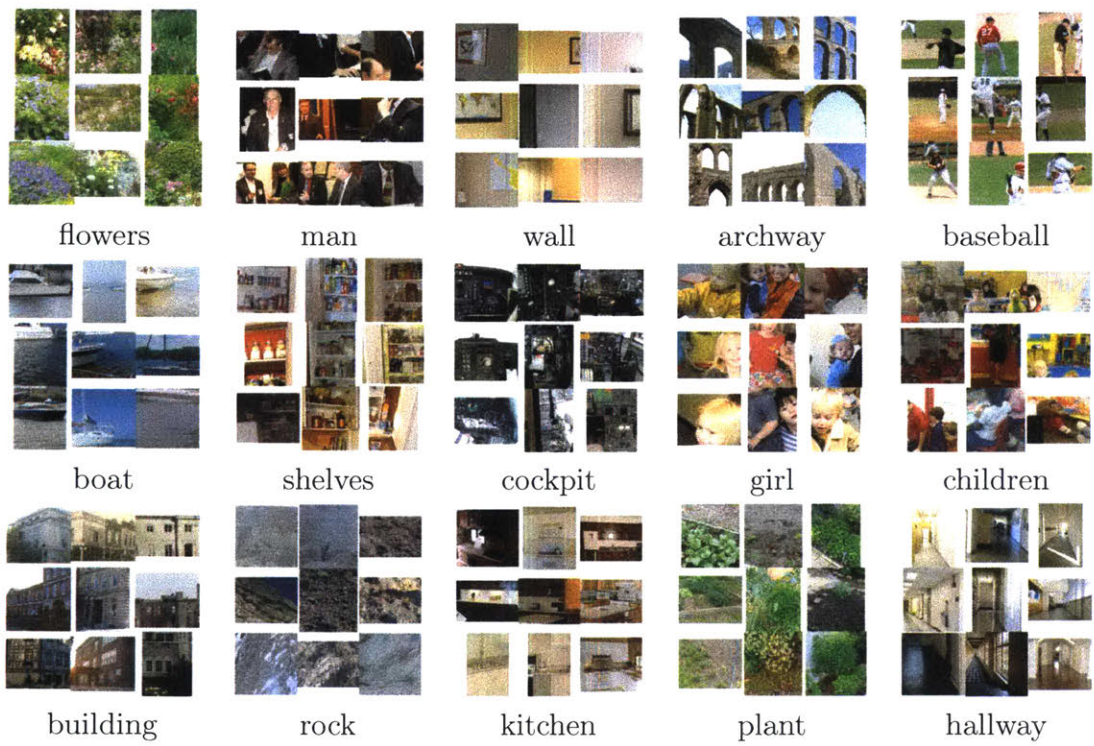 flowers man wall archway baseball
boat shelves cockpit girl children
building rock kitchen plant hallway